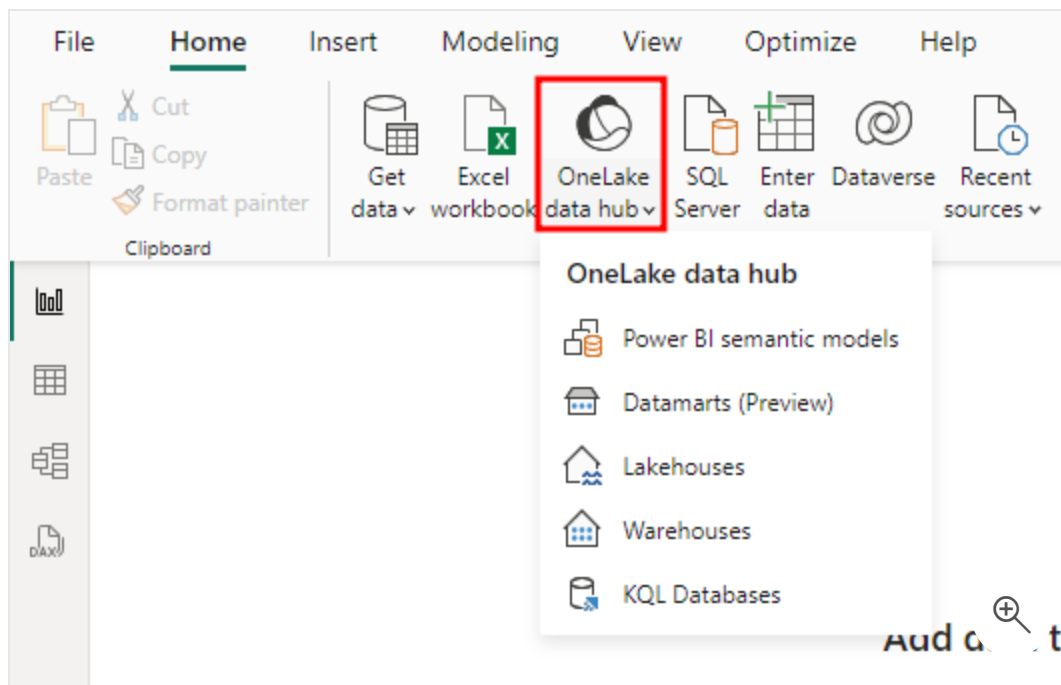 File Home Insert Modeling View Optimize Help
Paste
Cut
Copy
Format painter
Clipboard
Get
data
Excel
workbook
OneLake
data hub
SQL
Server
Enter
data
Dataverse
Recent
sources
OneLake data hub
Power BI semantic models
Datamarts (Preview)
Lakehouses
Warehouses
KQL Databases
DAX
Add